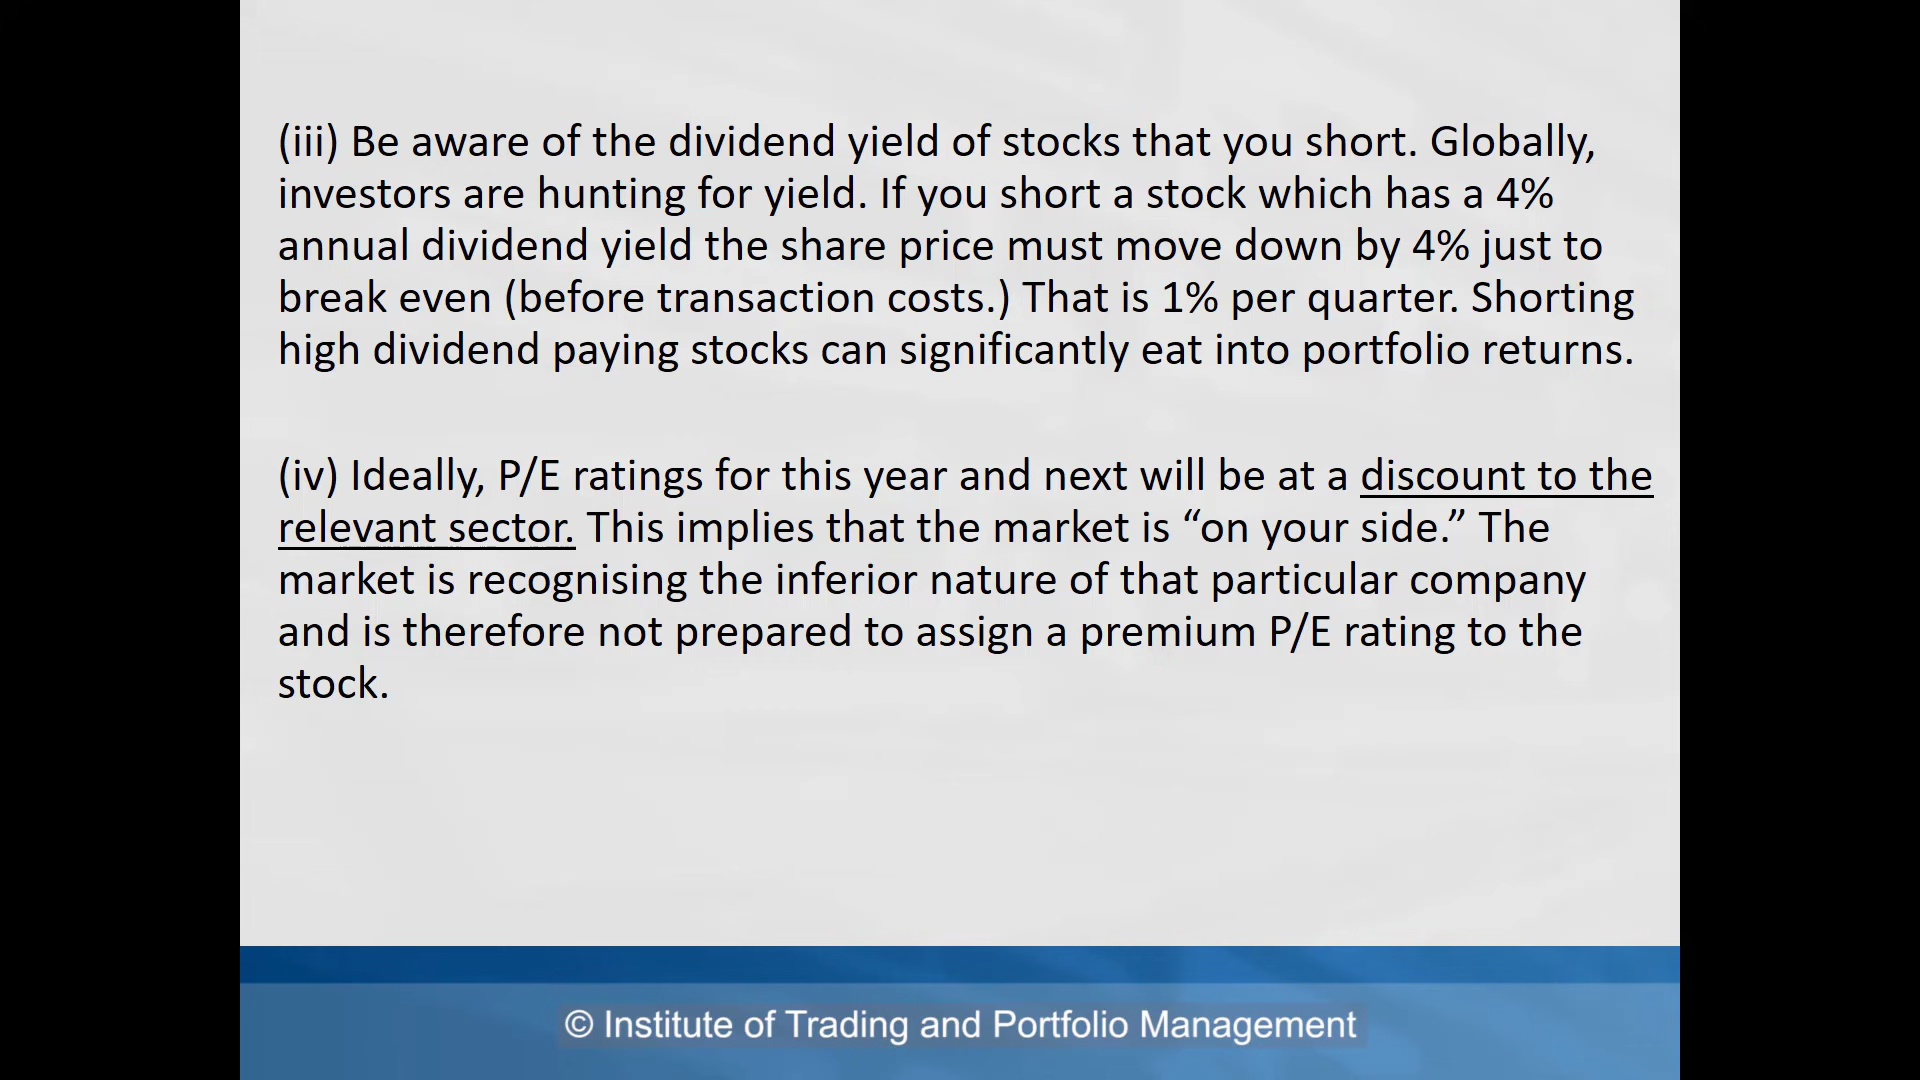 (iii) Be aware of the dividend yield of stocks that you short. Globally,
investors are hunting for yield. If you short a stock which has a 4%
annual dividend yield the share price must move down by 4% just to
break even (before transaction costs.) That is 1% per quarter. Shorting
high dividend paying stocks can significantly eat into portfolio returns.
(iv) Ideally, P/E ratings for this year and next will be at a discount to the
relevant sector. This implies that the market is “on your side.” The
market is recognising the inferior nature of that particular company
and is therefore not prepared to assign a premium P/E rating to the
stock.
© Institute of Trading and Portfolio Management